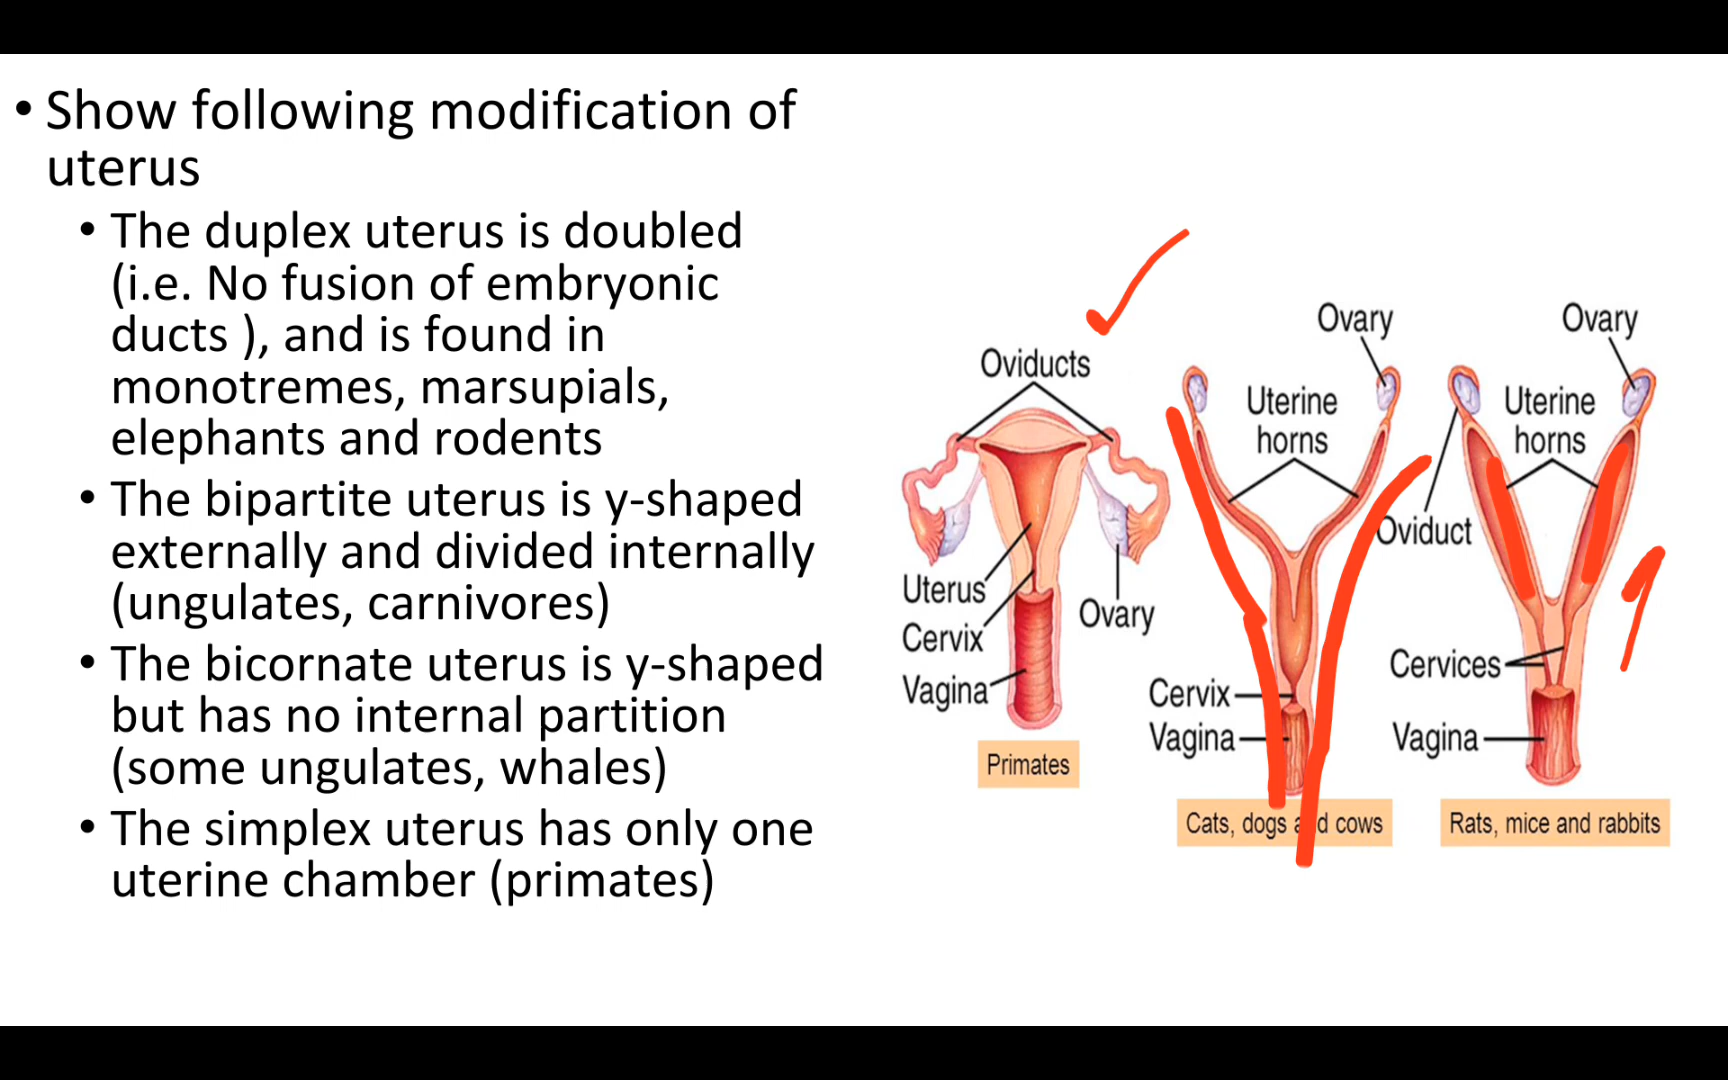 • Show following modification of
uterus
• The duplex uterus is doubled
(i.e. No fusion of embryonic
ducts ), and is found in
monotremes, marsupials,
elephants and rodents
• The bipartite uterus is y-shaped
externally and divided internally
(ungulates, carnivores)
• The bicornate uterus is y-shaped
but has no internal partition
(some ungulates, whales)
• The simplex uterus has only one
uterine chamber (primates)
Oviducts
Uterus
Cervix
Vagina
Ovary
Primates
Ovary
Uterine
horns
Cervix
Vagina
Cats, dogs and cows
Ovary
Uterine
horns
Oviduct
Cervices
Vagina
Rats, mice and rabbits